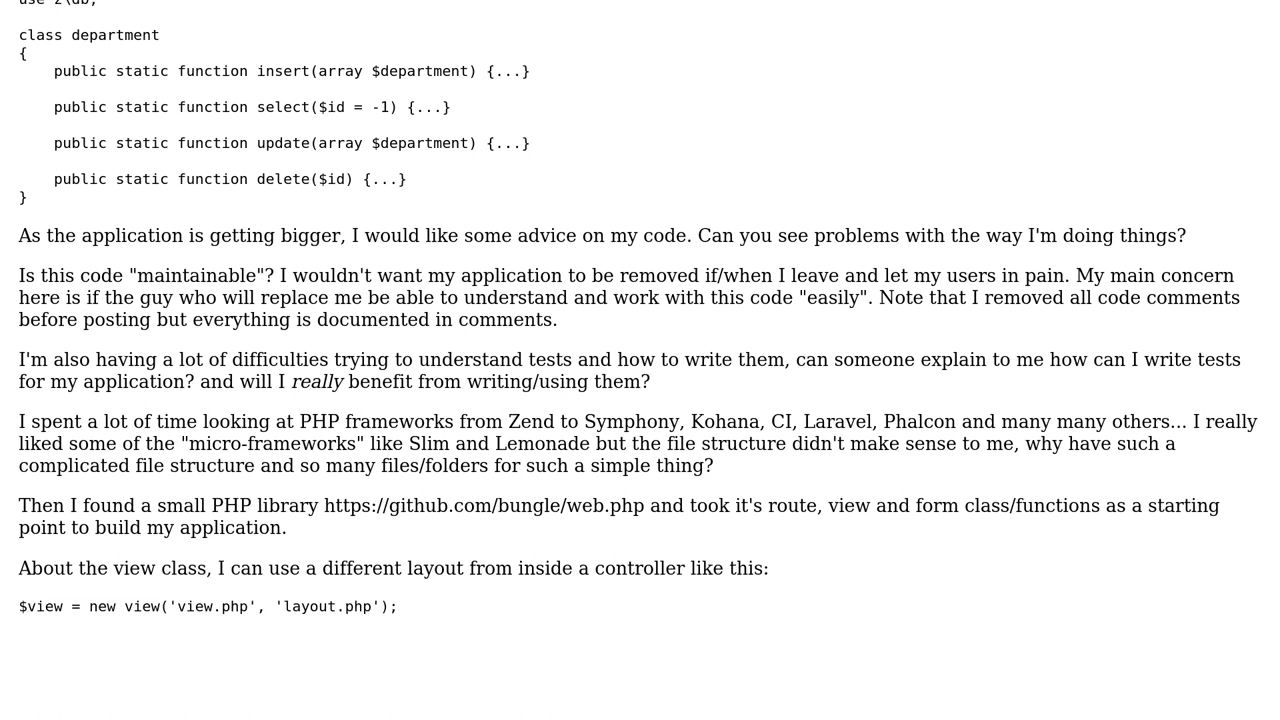 use z\db;
class department
{
    public static function insert(array $department) {...}
    public static function select($id = -1) {...}
    public static function update(array $department) {...}
    public static function delete($id) {...}
}
As the application is getting bigger, I would like some advice on my code. Can you see problems with the way I'm doing things?
Is this code "maintainable"? I wouldn't want my application to be removed if/when I leave and let my users in pain. My main concern
here is if the guy who will replace me be able to understand and work with this code "easily". Note that I removed all code comments
before posting but everything is documented in comments.
I'm also having a lot of difficulties trying to understand tests and how to write them, can someone explain to me how can I write tests
for my application? and will I really benefit from writing/using them?
I spent a lot of time looking at PHP frameworks from Zend to Symphony, Kohana, CI, Laravel, Phalcon and many many others... I really
liked some of the "micro-frameworks" like Slim and Lemonade but the file structure didn't make sense to me, why have such a
complicated file structure and so many files/folders for such a simple thing?
Then I found a small PHP library https://github.com/bungle/web.php and took it's route, view and form class/functions as a starting
point to build my application.
About the view class, I can use a different layout from inside a controller like this:
$view = new view('view.php', 'layout.php');